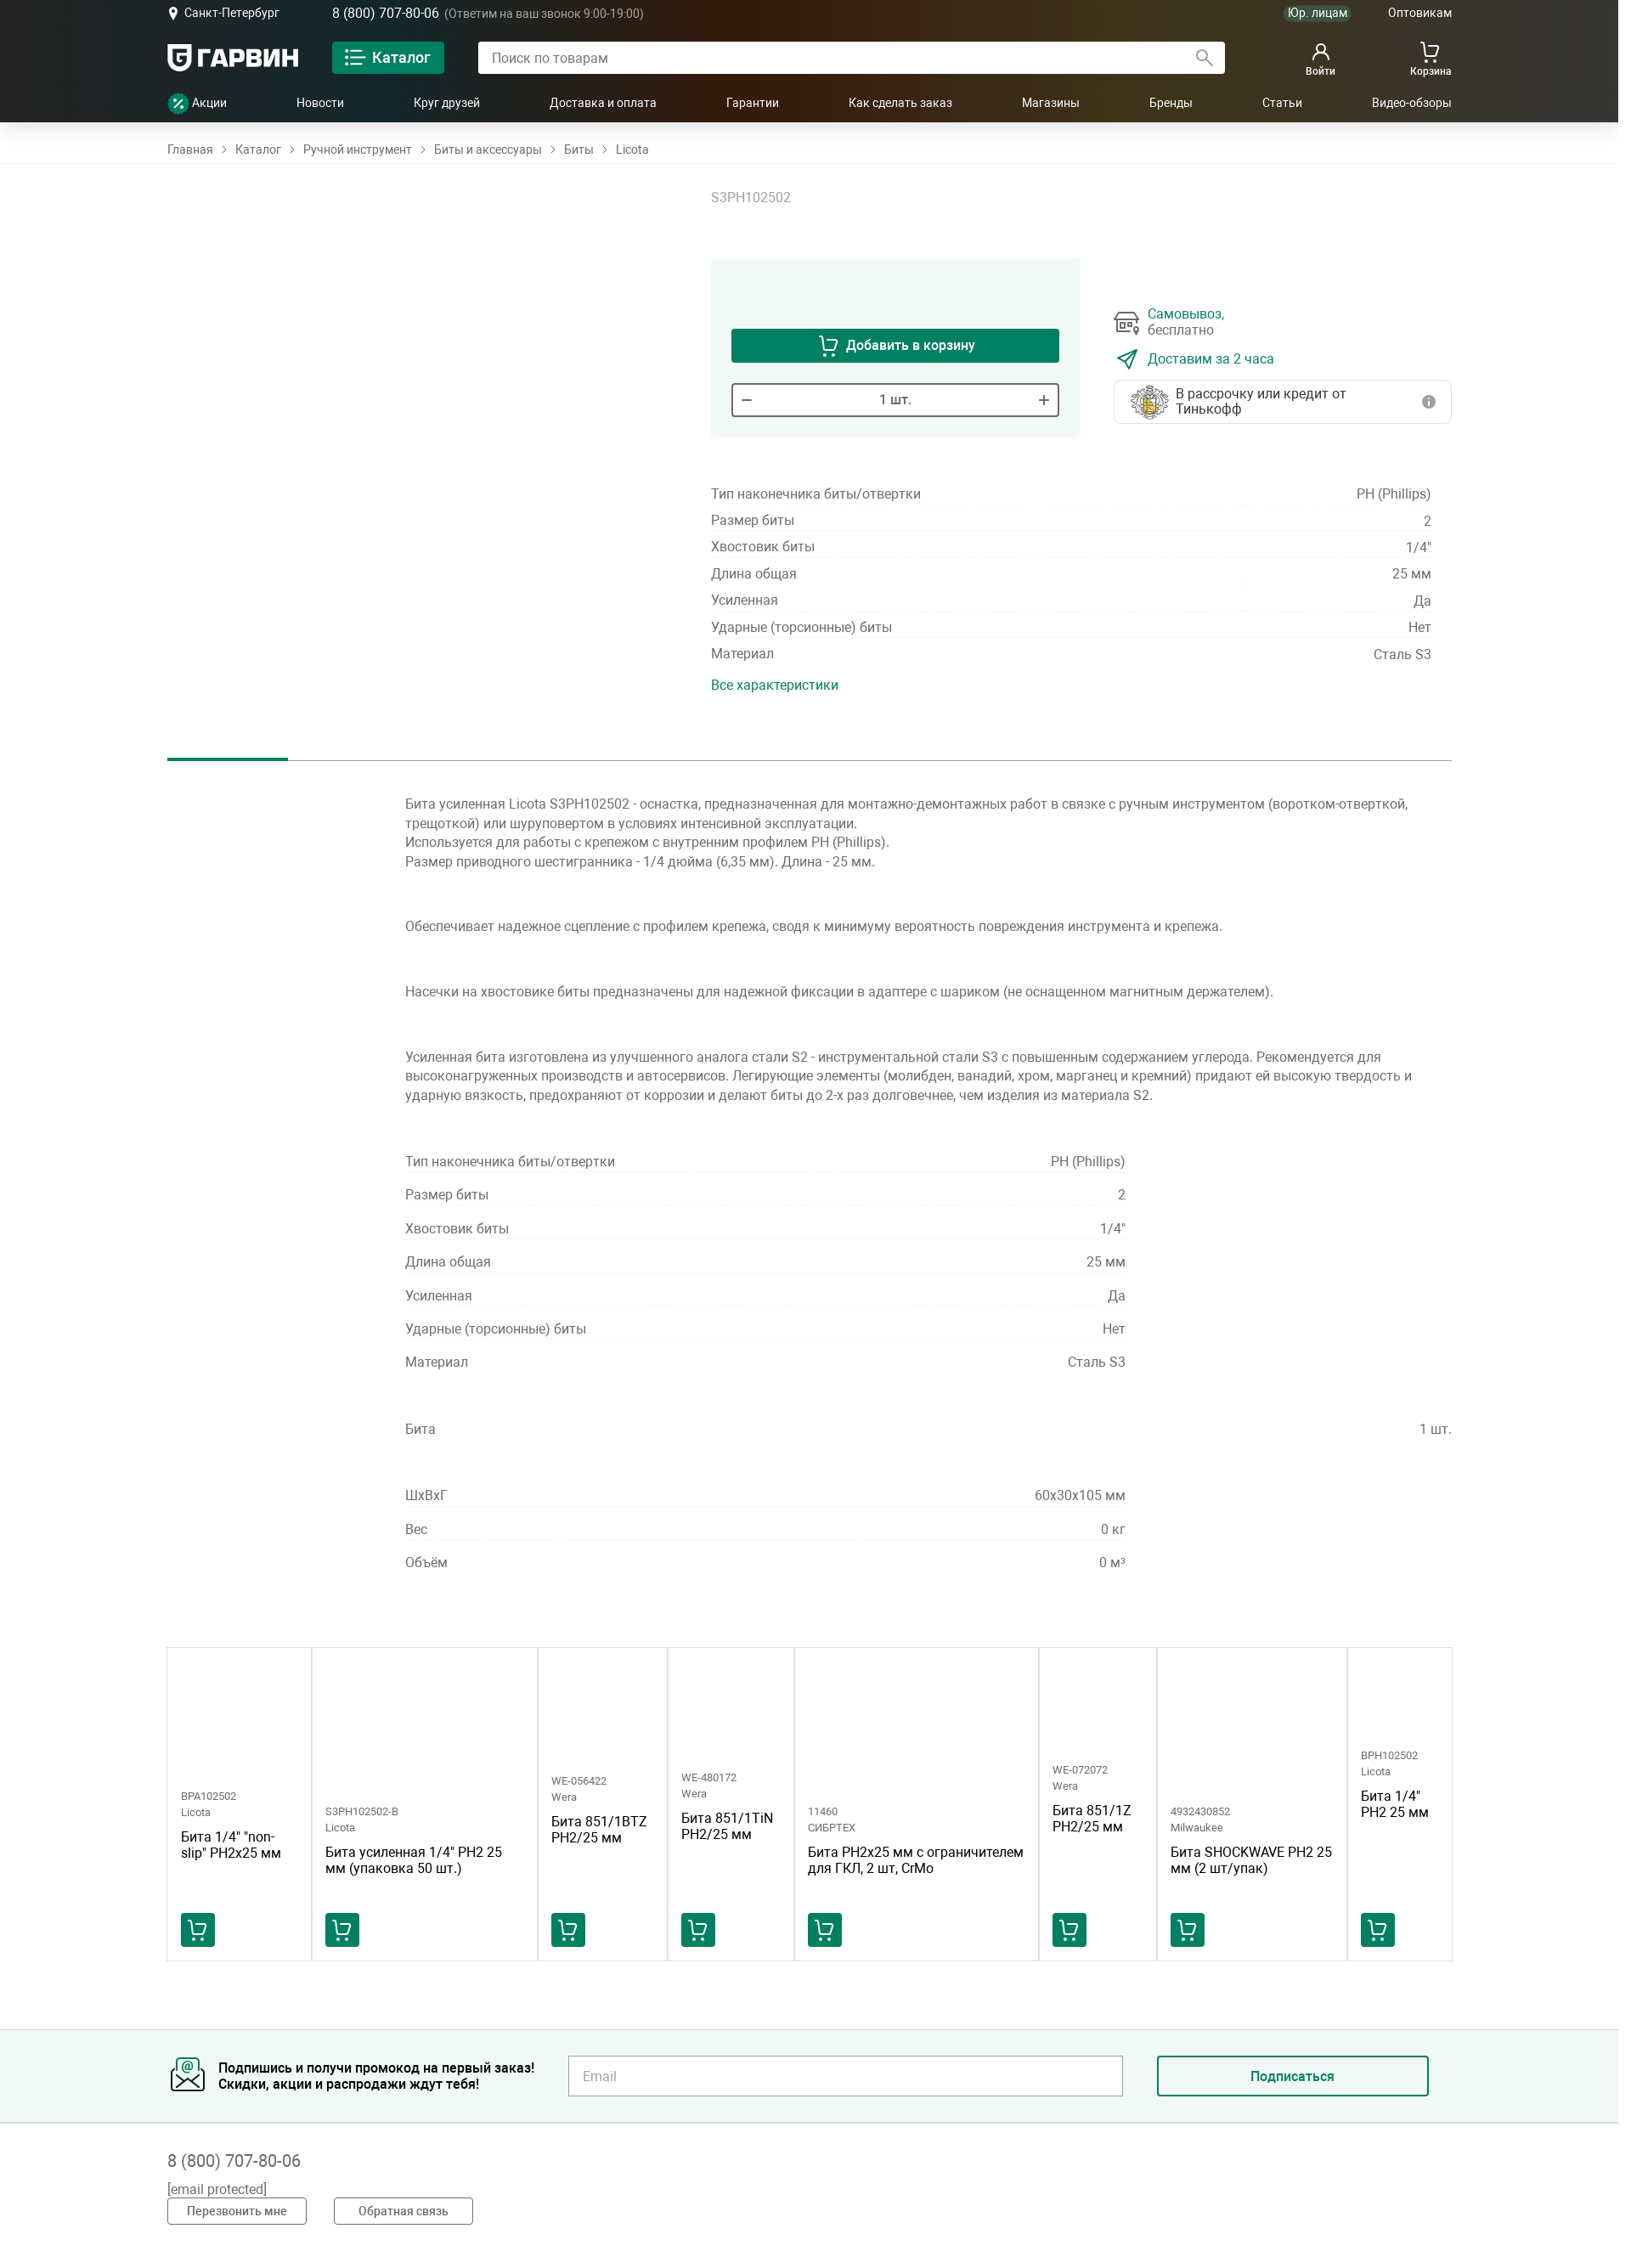 Санкт-Петербург
8 (800) 707-80-06 (Ответим на ваш звонок 9:00-19:00)
Юр. лицам
Оптовикам
ГАРВИН
Каталог
Поиск по товарам
Войти
Корзина
Акции
Новости
Круг друзей
Доставка и оплата
Гарантии
Как сделать заказ
Магазины
Бренды
Статьи
Видео-обзоры
Главная
Каталог
Ручной инструмент
Биты и аксессуары
Биты
Licota
S3PH102502
Добавить в корзину
1 шт.
Самовывоз,
бесплатно
Доставим за 2 часа
В рассрочку или кредит от
Тинькофф
Тип наконечника биты/отвертки PH (Phillips)
Размер биты 2
Хвостовик биты 1/4"
Длина общая 25 мм
Усиленная Да
Ударные (торсионные) биты Нет
Материал Сталь S3
Все характеристики
Бита усиленная Licota S3PH102502 - оснастка, предназначенная для монтажно-демонтажных работ в связке с ручным инструментом (воротком-отверткой,
трещоткой) или шуруповертом в условиях интенсивной эксплуатации.
Используется для работы с крепежом с внутренним профилем PH (Phillips).
Размер приводного шестигранника - 1/4 дюйма (6,35 мм). Длина - 25 мм.
Обеспечивает надежное сцепление с профилем крепежа, сводя к минимуму вероятность повреждения инструмента и крепежа.
Насечки на хвостовике биты предназначены для надежной фиксации в адаптере с шариком (не оснащенном магнитным держателем).
Усиленная бита изготовлена из улучшенного аналога стали S2 - инструментальной стали S3 с повышенным содержанием углерода. Рекомендуется для
высоконагруженных производств и автосервисов. Легирующие элементы (молибден, ванадий, хром, марганец и кремний) придают ей высокую твердость и
ударную вязкость, предохраняют от коррозии и делают биты до 2-х раз долговечнее, чем изделия из материала S2.
Тип наконечника биты/отвертки PH (Phillips)
Размер биты 2
Хвостовик биты 1/4"
Длина общая 25 мм
Усиленная Да
Ударные (торсионные) биты Нет
Материал Сталь S3
Бита 1 шт.
ШxВxГ 60x30x105 мм
Вес 0 кг
Объём 0 м³
BPA102502
Licota
Бита 1/4" "non-
slip" PH2x25 мм
S3PH102502-B
Licota
Бита усиленная 1/4" PH2 25
мм (упаковка 50 шт.)
WE-056422
Wera
Бита 851/1BTZ
PH2/25 мм
WE-480172
Wera
Бита 851/1TiN
PH2/25 мм
11460
СИБРТЕХ
Бита PH2x25 мм с ограничителем
для ГКЛ, 2 шт, CrMo
WE-072072
Wera
Бита 851/1Z
PH2/25 мм
4932430852
Milwaukee
Бита SHOCKWAVE PH2 25
мм (2 шт/упак)
BPH102502
Licota
Бита 1/4"
PH2 25 мм
Подпишись и получи промокод на первый заказ!
Скидки, акции и распродажи ждут тебя!
Email
Подписаться
8 (800) 707-80-06
[email protected]
Перезвонить мне
Обратная связь